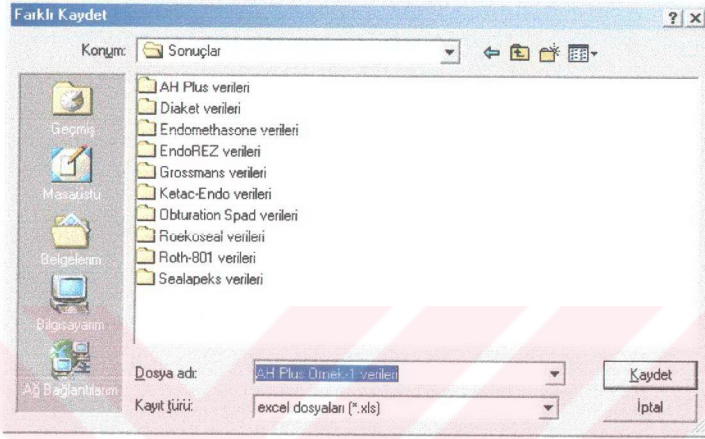 Farklı Kaydet
Konum: Sonuçlar
Geçmiş
Masaüstü
Belgelerim
Bilgisayarım
Ağ Bağlantılarım
AH Plus verileri
Diaket verileri
Endomethasone verileri
EndoREZ verileri
Grossmans verileri
Ketac-Endo verileri
Obturation Spad verileri
Roekoseal verileri
Roth-801 verileri
Sealapeks verileri
Dosya adı: AH Plus Örnek-1 verileri Kaydet
Kayıt türü: excel dosyaları (*.xls) İptal